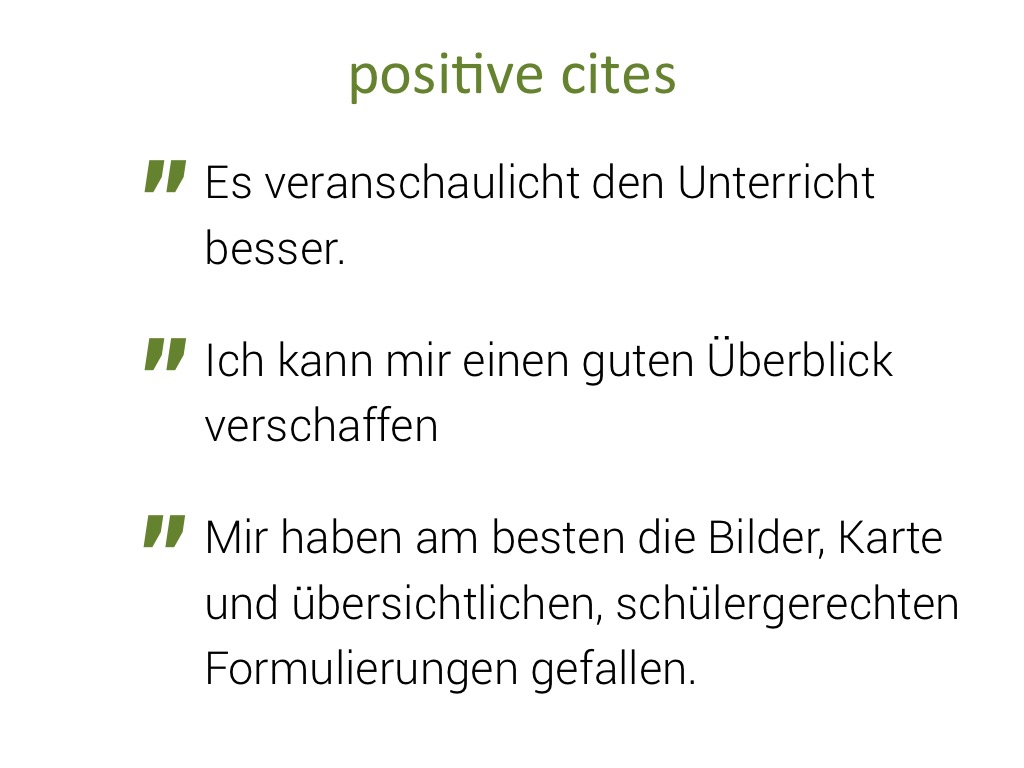 positive cites
" Es veranschaulicht den Unterricht
besser.
" Ich kann mir einen guten Überblick
verschaffen
" Mir haben am besten die Bilder, Karte
und übersichtlichen, schülergerechten
Formulierungen gefallen.